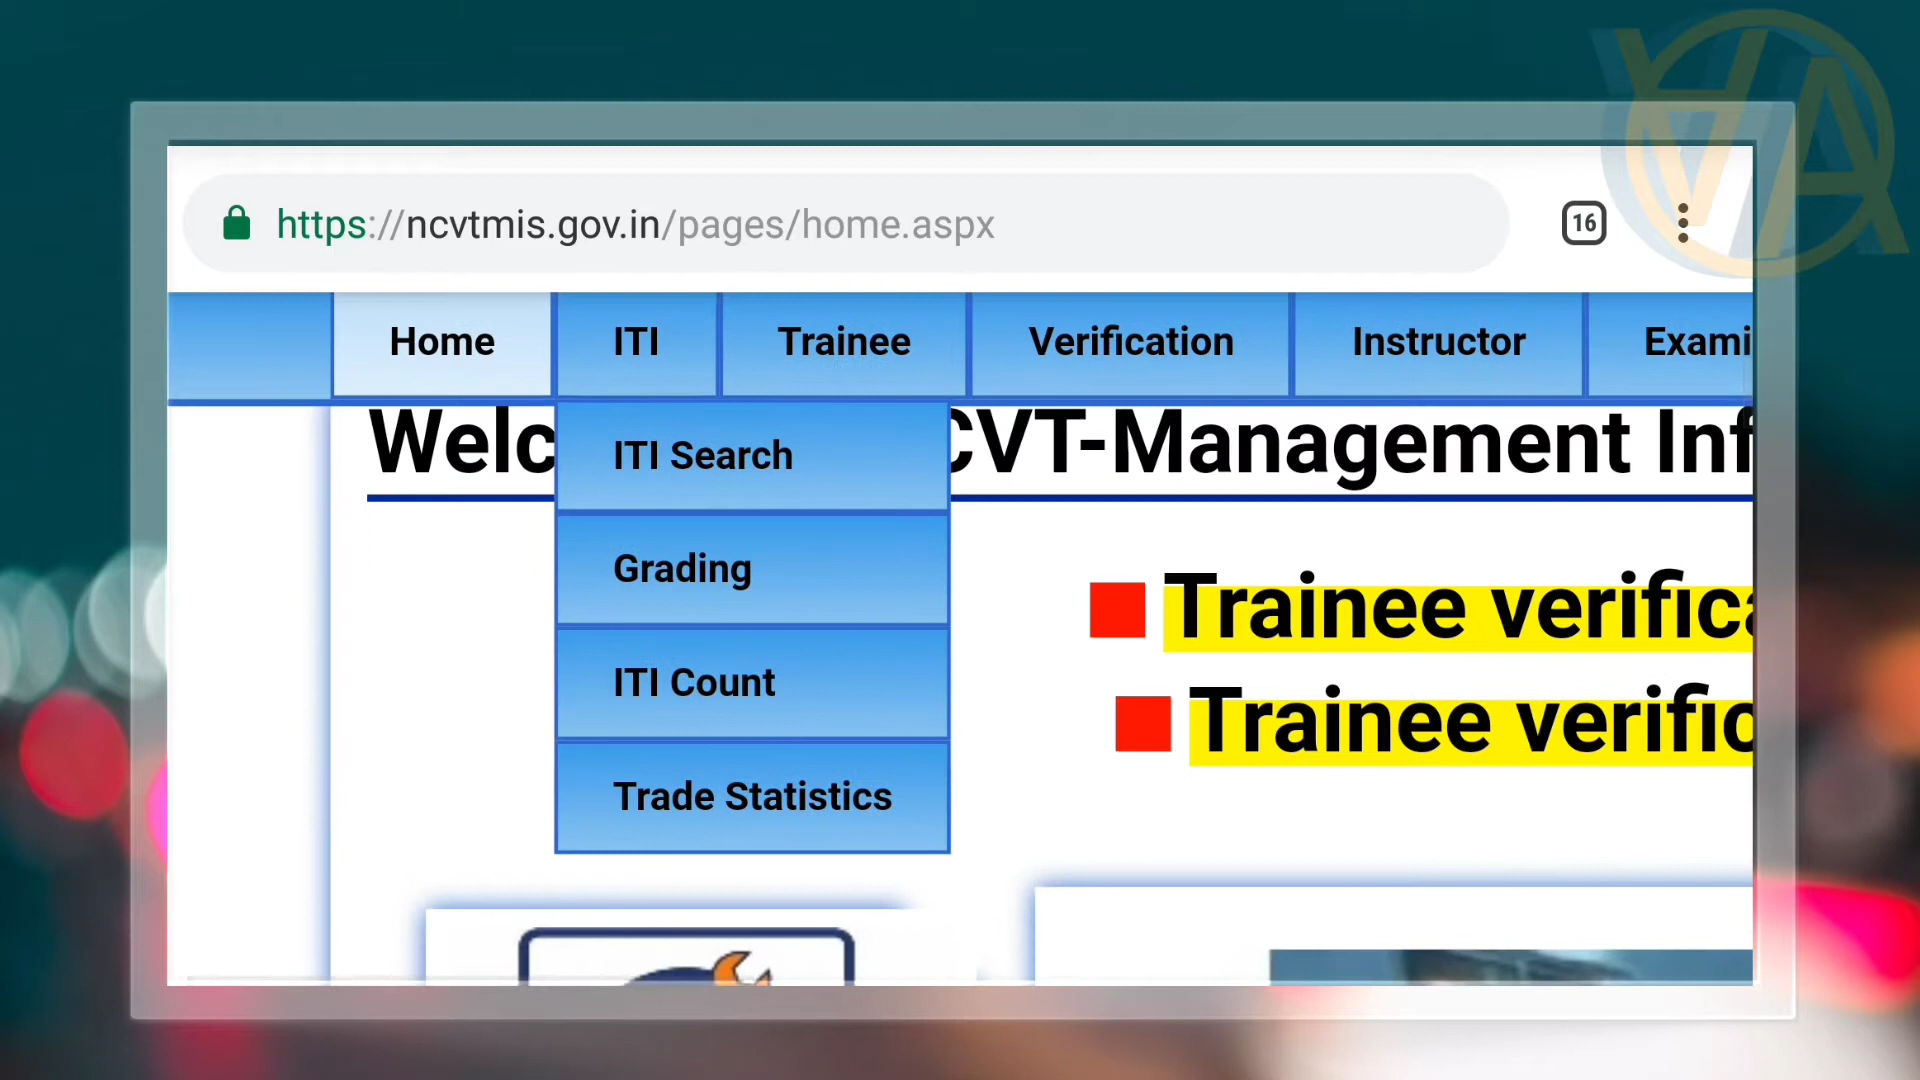 https://ncvtmis.gov.in/pages/home.aspx
16
Home ITI Trainee Verification Instructor Exami
Welc CVT-Management Inf
ITI Search
Grading
Trainee verifica
ITI Count
Trainee verific
Trade Statistics